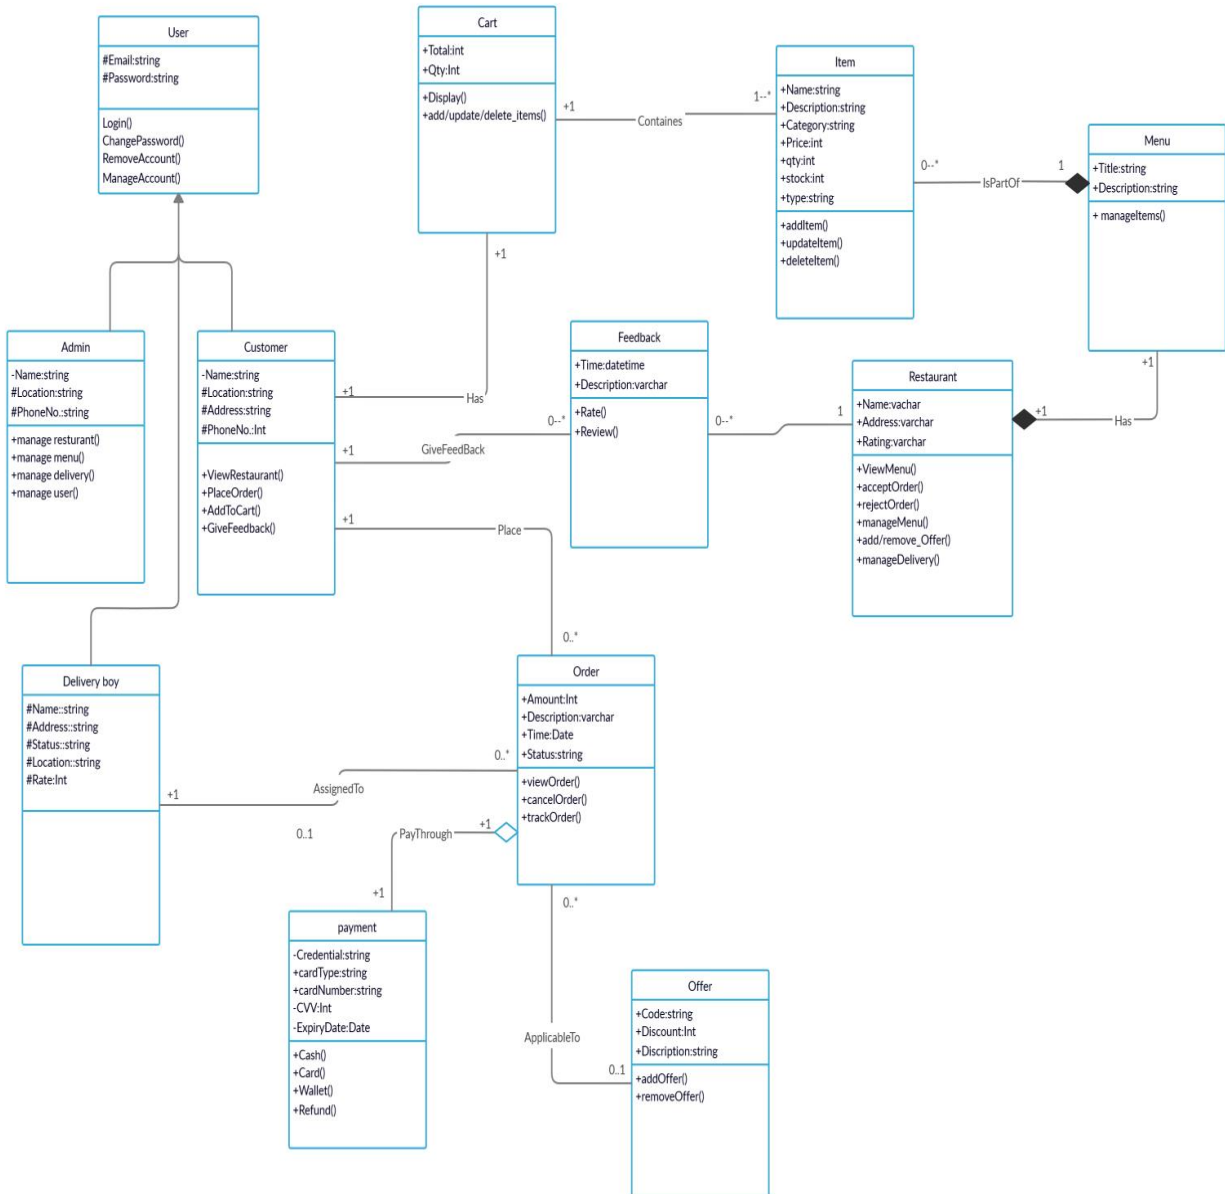 User
#Email:string
#Password:string
Login()
ChangePassword()
RemoveAccount()
ManageAccount()
Cart
+Total:int
+Qty:Int
+Display()
+add/update/delete_items()
+1
Containes
1--*
Item
+Name:string
+Description:string
+Category:string
+Price:int
+qty:int
+stock:int
+type:string
+addItem()
+updateItem()
+deleteItem()
0--*
IsPartOf
1
Menu
+Title:string
+Description:string
+ manageItems()
+1
Admin
-Name:string
#Location:string
#PhoneNo.:string
+manage resturant()
+manage menu()
+manage delivery()
+manage user()
Customer
-Name:string
#Location:string
#Address:string
#PhoneNo.:Int
+ViewRestaurant()
+PlaceOrder()
+AddToCart()
+GiveFeedback()
+1
Has
+1
GiveFeedBack
0--*
+1
Place
0..*
Feedback
+Time:datetime
+Description:varchar
+Rate()
+Review()
0--*
1
Restaurant
+Name:vachar
+Address:varchar
+Rating:varchar
+ViewMenu()
+acceptOrder()
+rejectOrder()
+manageMenu()
+add/remove_Offer()
+manageDelivery()
+1
Has
+1
Delivery boy
#Name::string
#Address::string
#Status::string
#Location::string
#Rate:Int
+1
AssignedTo
0..*
0..1
Order
+Amount:Int
+Description:varchar
+Time:Date
+Status:string
+viewOrder()
+cancelOrder()
+trackOrder()
PayThrough
+1
+1
payment
-Credential:string
+cardType:string
+cardNumber:string
-CVV:Int
-ExpiryDate:Date
+Cash()
+Card()
+Wallet()
+Refund()
0..*
ApplicableTo
0..1
Offer
+Code:string
+Discount:Int
+Discription:string
+addOffer()
+removeOffer()